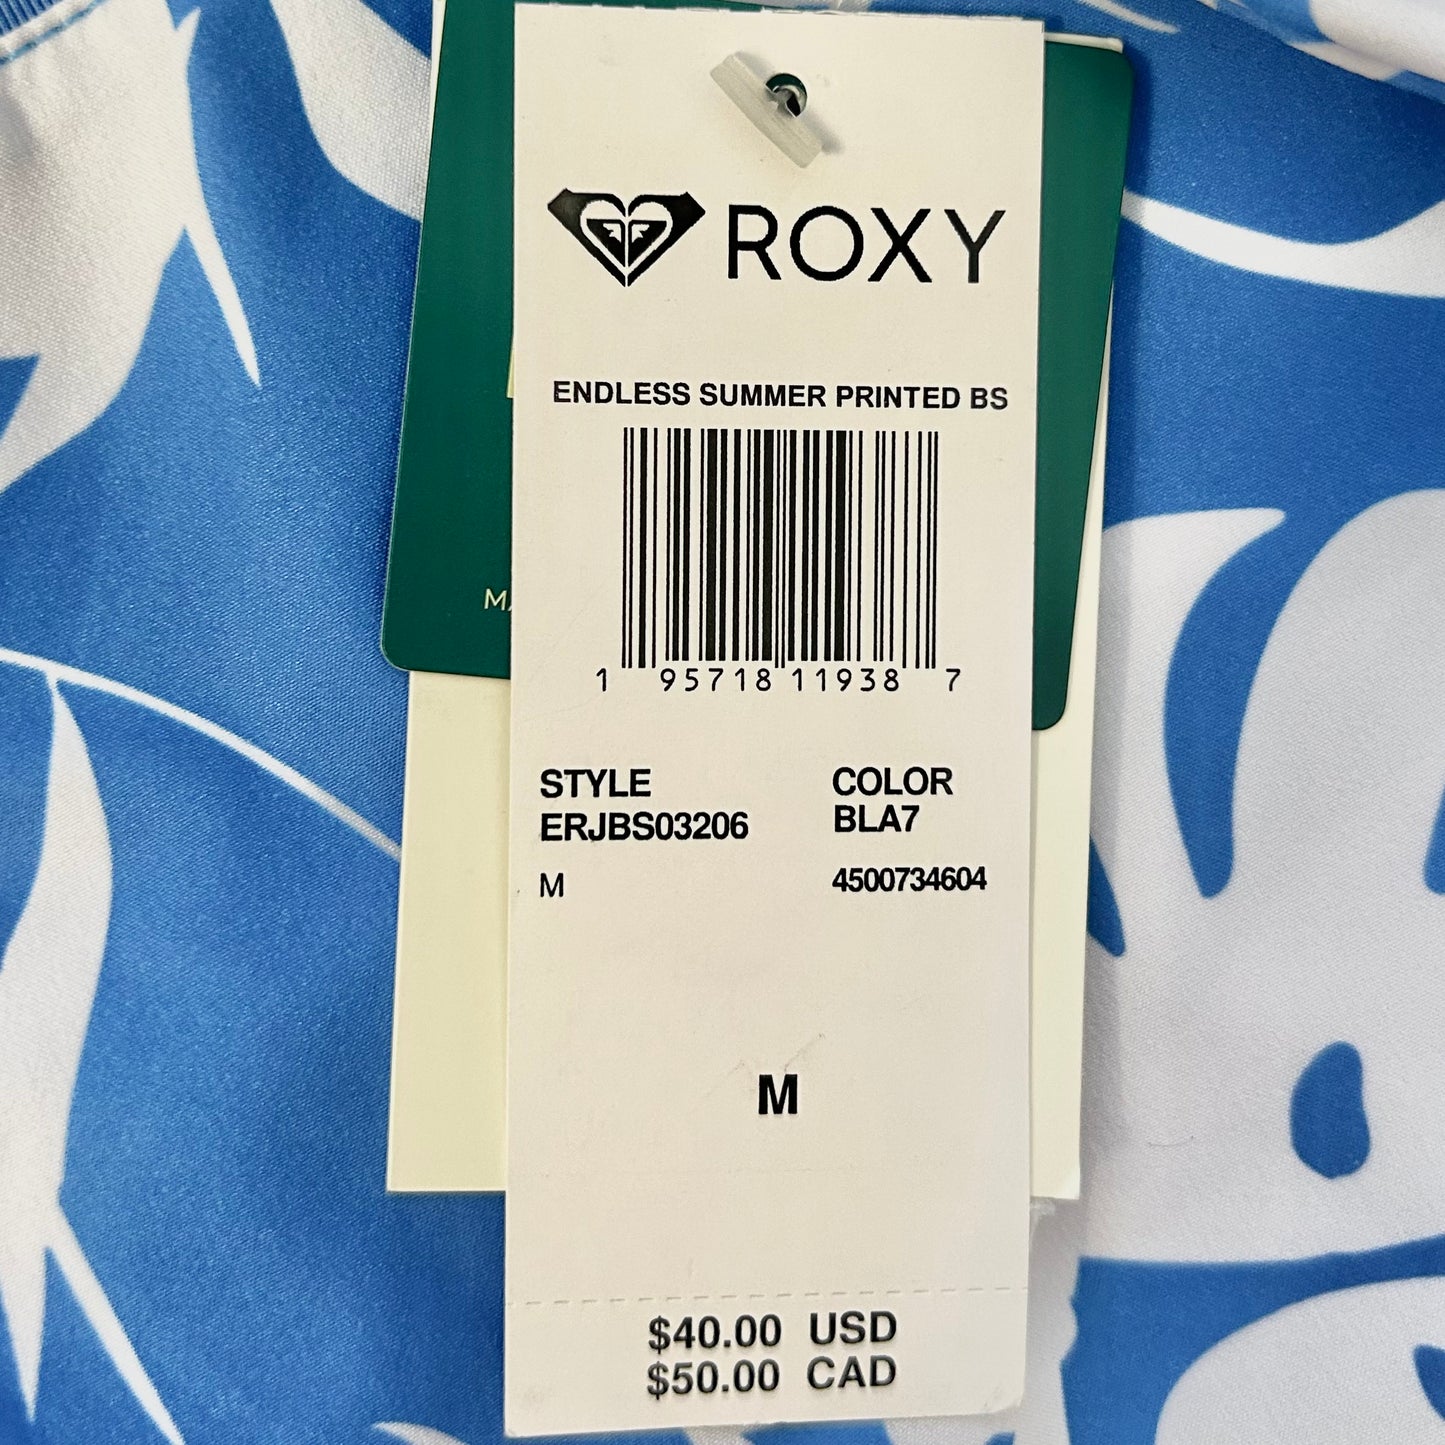 ROXY
ENDLESS SUMMER PRINTED BS
1 95718 11938 7
STYLE COLOR
ERJBS03206 BLA7
M 4500734604
M
$40.00 USD
$50.00 CAD